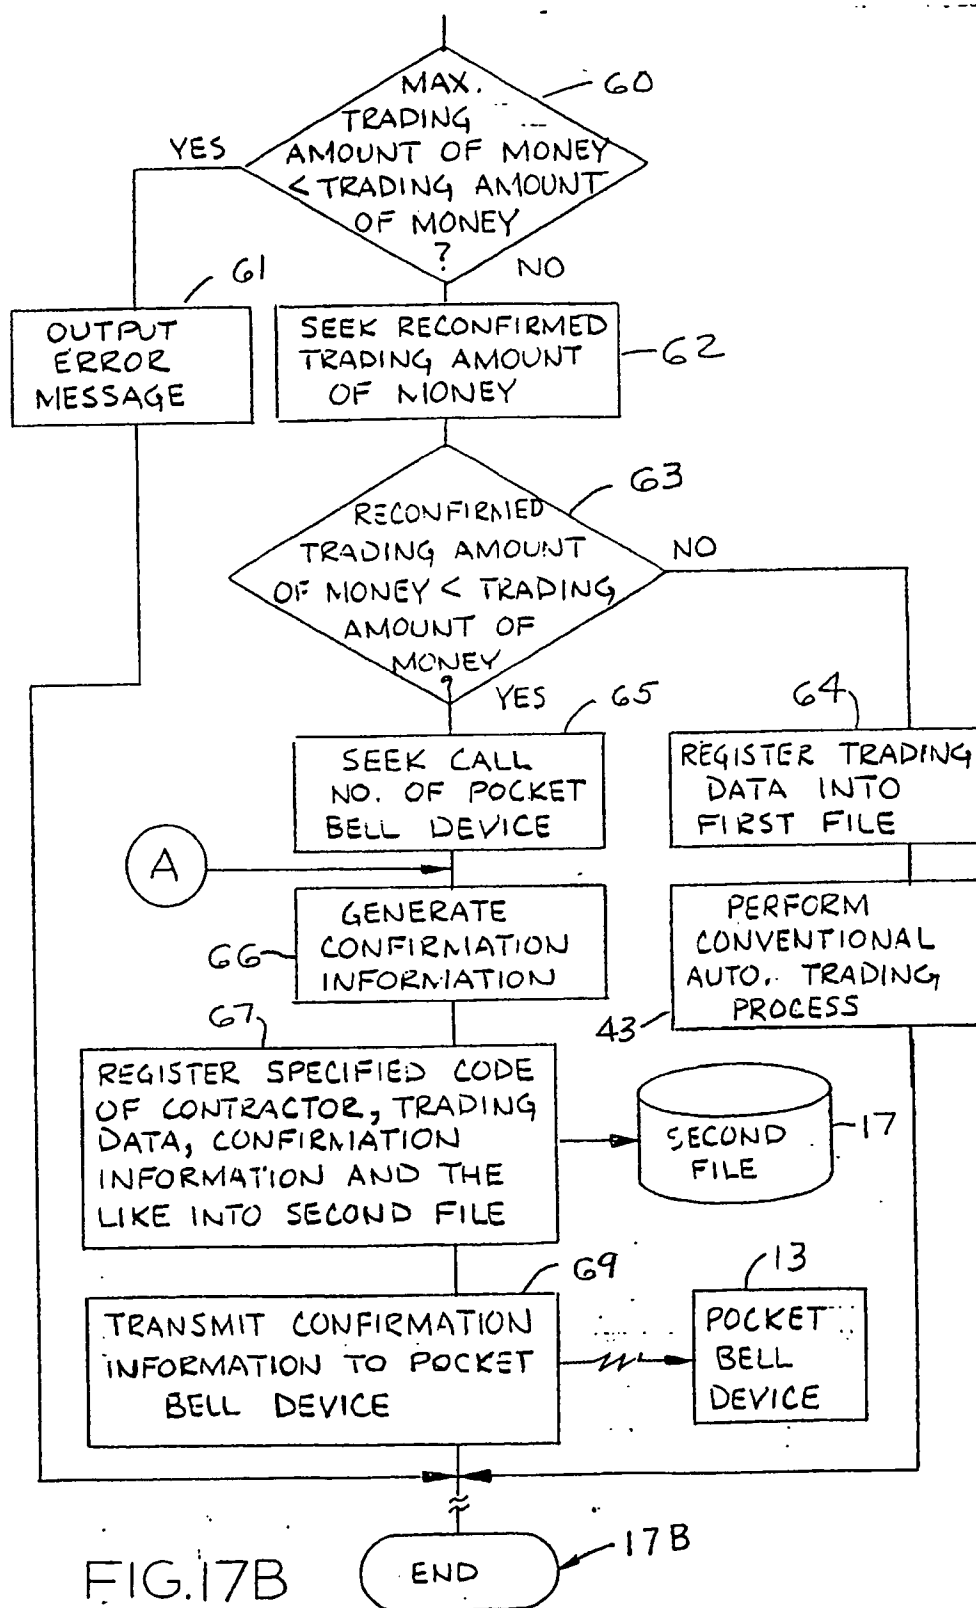 MAX.
TRADING
AMOUNT OF MONEY
< TRADING AMOUNT
OF MONEY
?
60
YES
NO
61
OUTPUT
ERROR
MESSAGE
SEEK RECONFIRMED
TRADING AMOUNT
OF MONEY
62
63
RECONFIRMED
TRADING AMOUNT
OF MONEY < TRADING
AMOUNT OF
MONEY
?
NO
YES
65
64
SEEK CALL
NO. OF POCKET
BELL DEVICE
REGISTER TRADING
DATA INTO
FIRST FILE
A
GENERATE
CONFIRMATION
INFORMATION
66
PERFORM
CONVENTIONAL
AUTO. TRADING
PROCESS
43
67
REGISTER SPECIFIED CODE
OF CONTRACTOR, TRADING
DATA, CONFIRMATION
INFORMATION AND THE
LIKE INTO SECOND FILE
SECOND
FILE
17
69
13
TRANSMIT CONFIRMATION
INFORMATION TO POCKET
BELL DEVICE
POCKET
BELL
DEVICE
END
17B
FIG.17B